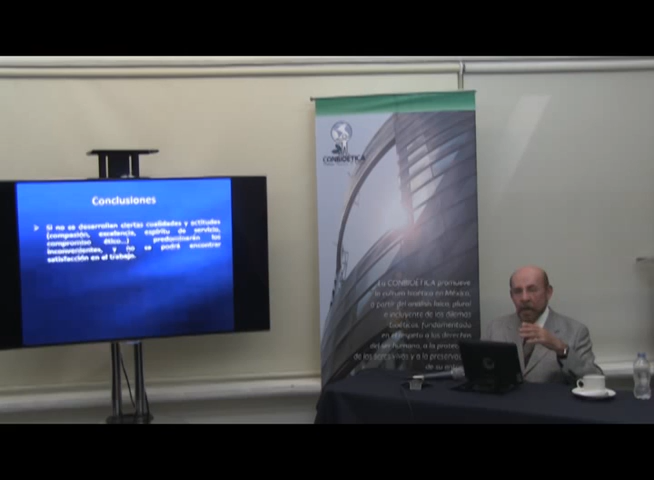 Conclusiones
➤ Si no se desarrollan ciertas cualidades y actitudes
(compasión, excelencia, espíritu de servicio,
compromiso ético...) predominarán los
inconvenientes, y no se podrá encontrar
satisfacción en el trabajo.
CONBIOÉTICA
La CONBIOÉTICA promueve
la cultura bioética en México,
a partir del análisis laico, plural
e incluyente de los dilemas
bioéticos, fundamentado
en el respeto a los derechos
del ser humano, a la protección
de los seres vivos y a la preservación
de su